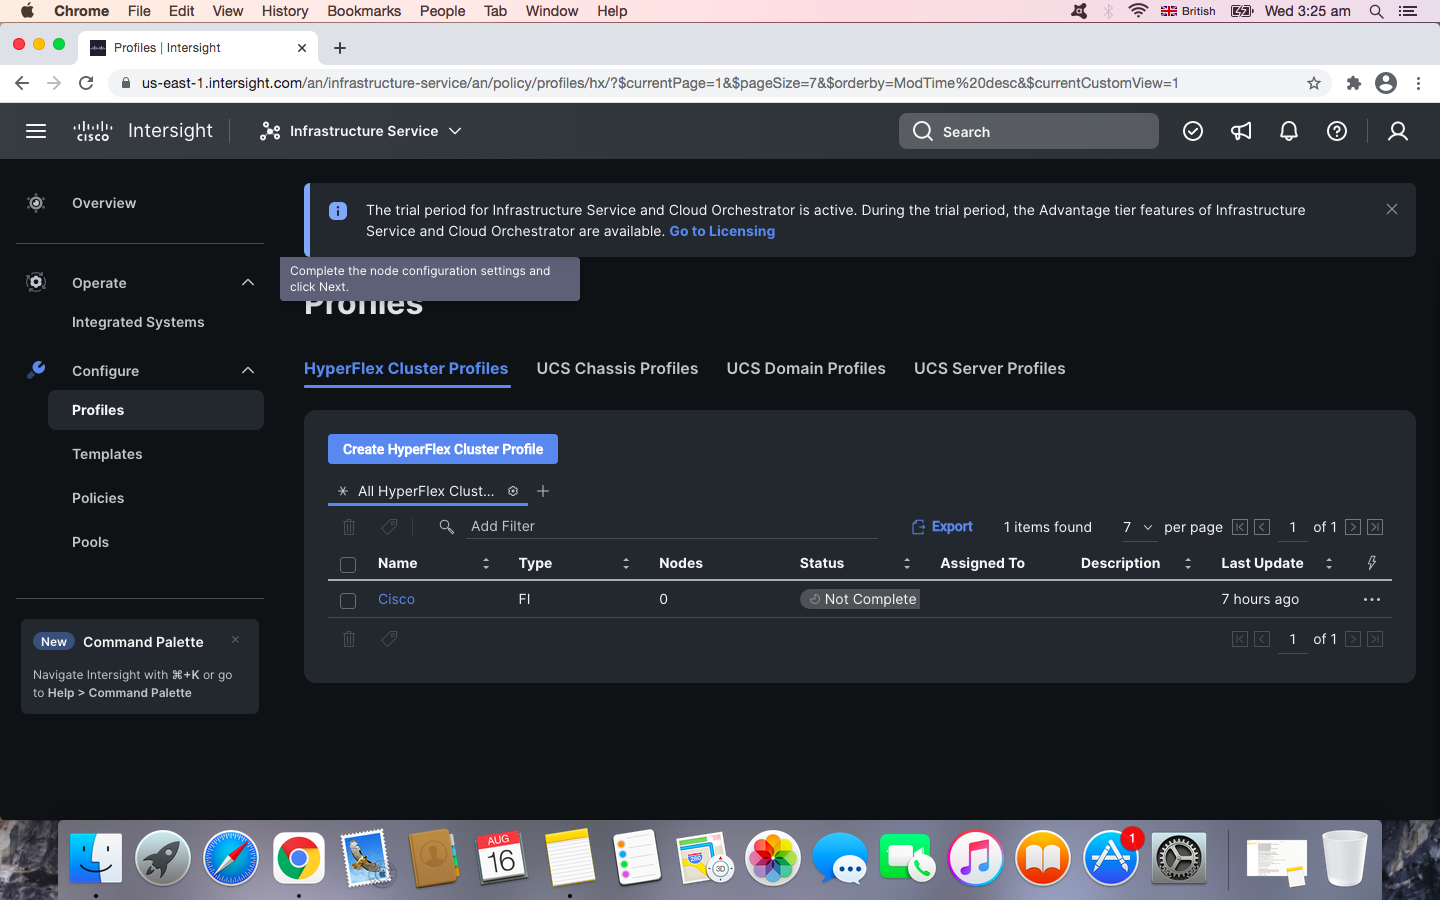 Chrome File Edit View History Bookmarks People Tab Window Help British Wed 3:25 am
Profiles | Intersight
us-east-1.intersight.com/an/infrastructure-service/an/policy/profiles/hx/?$currentPage=1&$pageSize=7&$orderby=ModTime%20desc&$currentCustomView=1
CISCO Intersight Infrastructure Service Search
Overview
Operate
Integrated Systems
Configure
Profiles
Templates
Policies
Pools
New Command Palette
Navigate Intersight with ⌘+K or go
to Help > Command Palette
The trial period for Infrastructure Service and Cloud Orchestrator is active. During the trial period, the Advantage tier features of Infrastructure
Service and Cloud Orchestrator are available. Go to Licensing
Complete the node configuration settings and
click Next.
Profiles
HyperFlex Cluster Profiles UCS Chassis Profiles UCS Domain Profiles UCS Server Profiles
Create HyperFlex Cluster Profile
All HyperFlex Clust...
Add Filter Export 1 items found 7 per page 1 of 1
Name Type Nodes Status Assigned To Description Last Update
Cisco FI 0 Not Complete 7 hours ago
1 of 1
AUG
16
280
3D
1